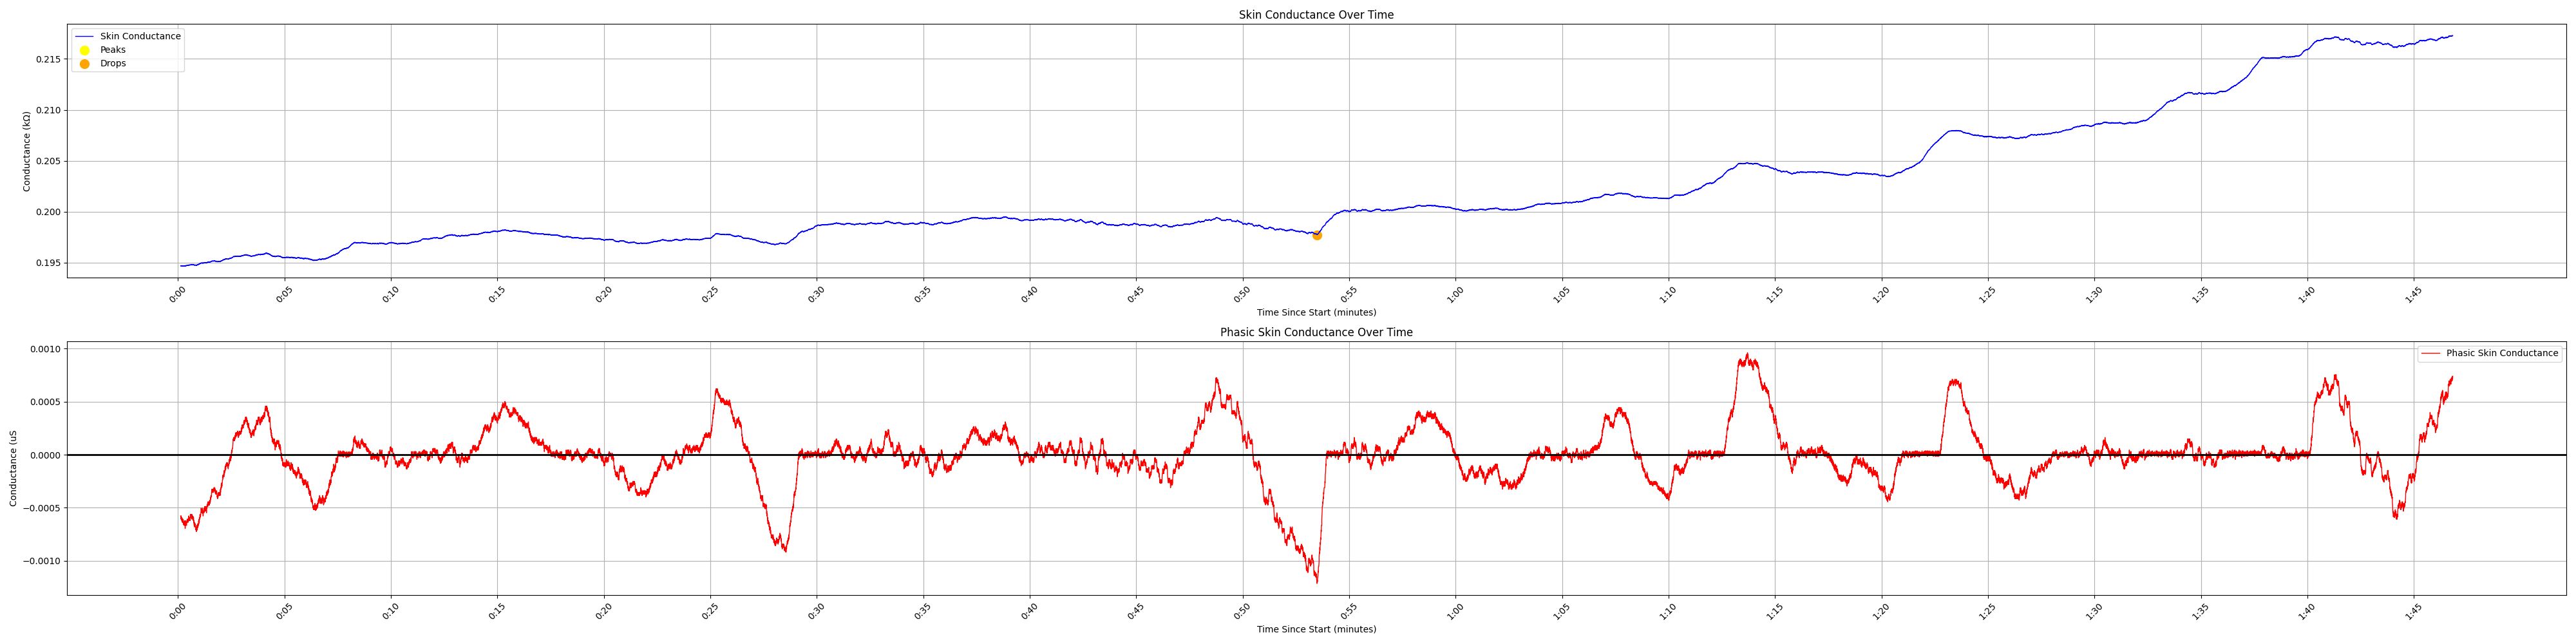 Skin Conductance Over Time
Skin Conductance
Peaks
Drops
Conductance (kΩ)
0.215
0.210
0.205
0.200
0.195
0:00 0:05 0:10 0:15 0:20 0:25 0:30 0:35 0:40 0:45 0:50 0:55 1:00 1:05 1:10 1:15 1:20 1:25 1:30 1:35 1:40 1:45
Time Since Start (minutes)
Phasic Skin Conductance Over Time
Phasic Skin Conductance
Conductance (uS
0.0010
0.0005
0.0000
−0.0005
−0.0010
0:00 0:05 0:10 0:15 0:20 0:25 0:30 0:35 0:40 0:45 0:50 0:55 1:00 1:05 1:10 1:15 1:20 1:25 1:30 1:35 1:40 1:45
Time Since Start (minutes)